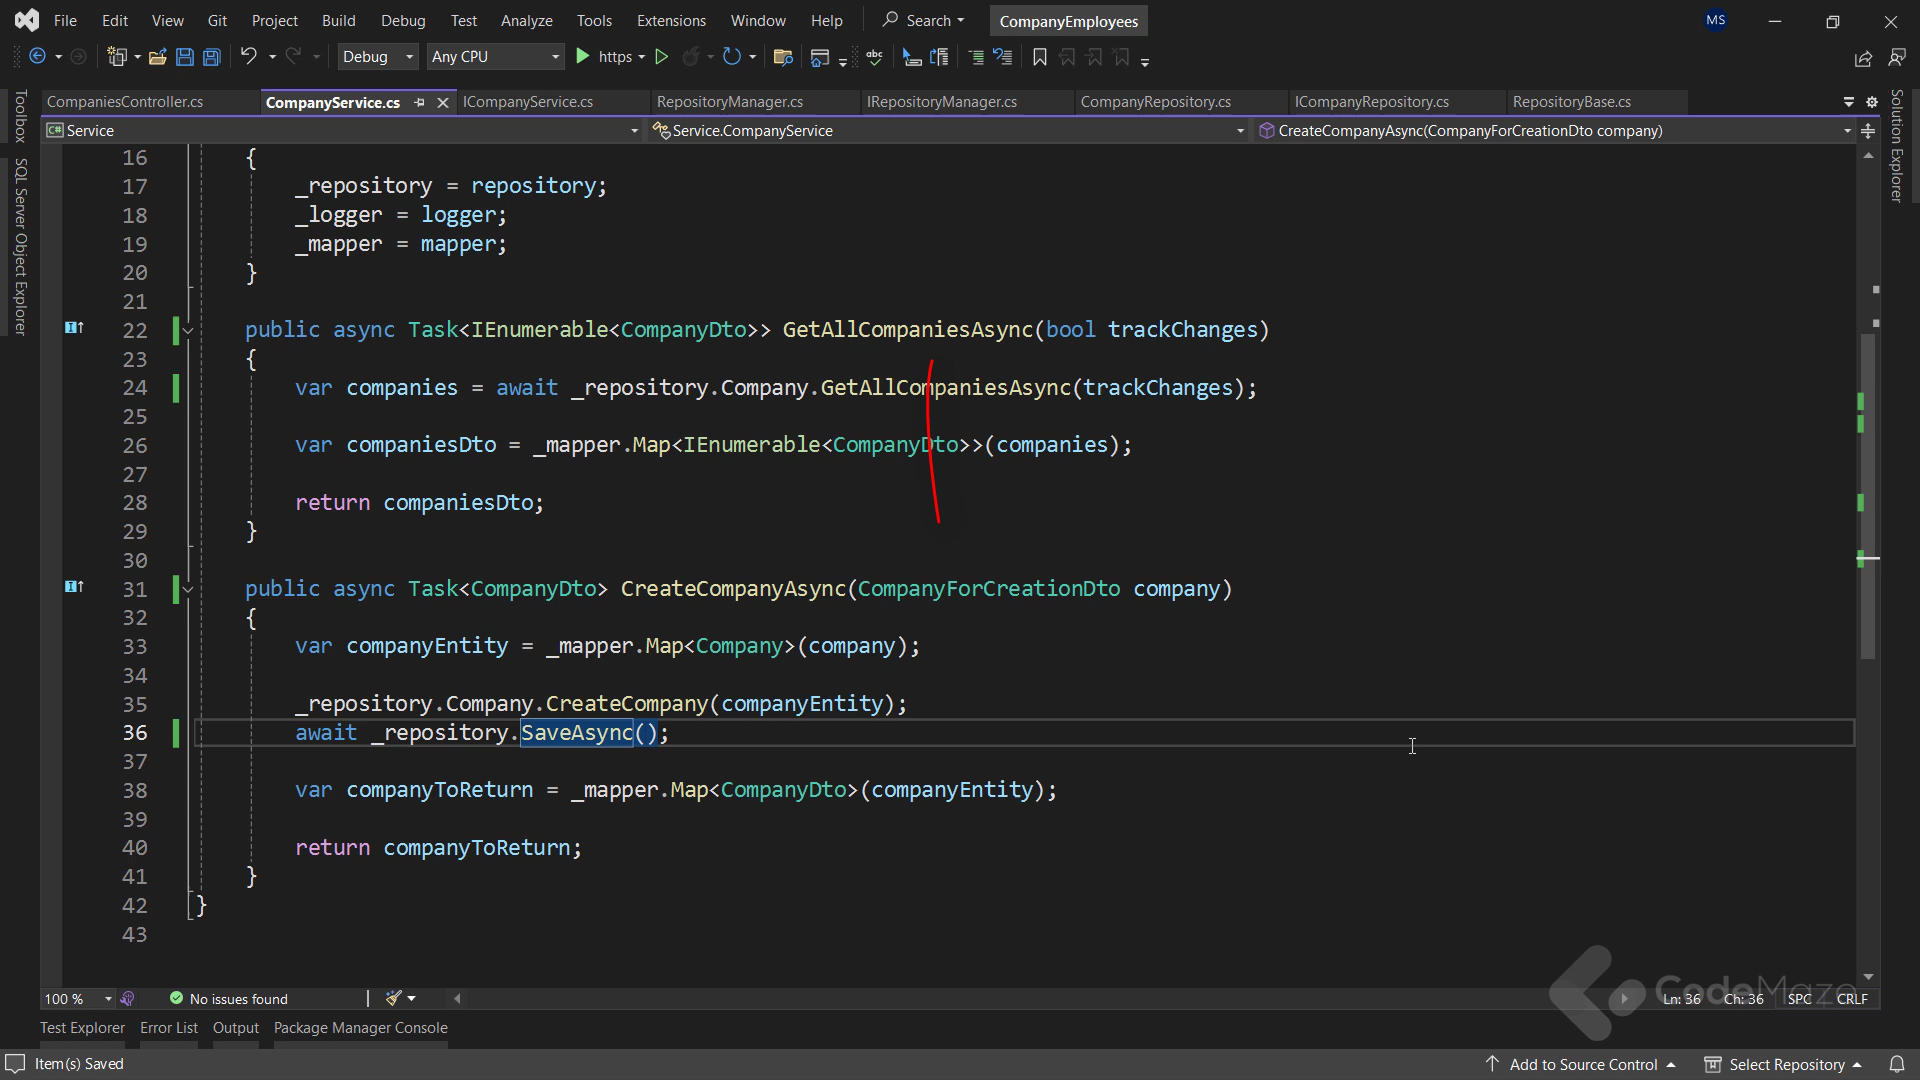 File Edit View Git Project Build Debug Test Analyze Tools Extensions Window Help Search CompanyEmployees MS
Debug Any CPU https abc
CompaniesController.cs CompanyService.cs ICompanyService.cs RepositoryManager.cs IRepositoryManager.cs CompanyRepository.cs ICompanyRepository.cs RepositoryBase.cs
C# Service Service.CompanyService CreateCompanyAsync(CompanyForCreationDto company)
Toolbox
SQL Server Object Explorer
Solution Explorer
16 {
17 _repository = repository;
18 _logger = logger;
19 _mapper = mapper;
20 }
21
22 public async Task<IEnumerable<CompanyDto>> GetAllCompaniesAsync(bool trackChanges)
23 {
24 var companies = await _repository.Company.GetAllCompaniesAsync(trackChanges);
25
26 var companiesDto = _mapper.Map<IEnumerable<CompanyDto>>(companies);
27
28 return companiesDto;
29 }
30
31 public async Task<CompanyDto> CreateCompanyAsync(CompanyForCreationDto company)
32 {
33 var companyEntity = _mapper.Map<Company>(company);
34
35 _repository.Company.CreateCompany(companyEntity);
36 await _repository.SaveAsync();
37
38 var companyToReturn = _mapper.Map<CompanyDto>(companyEntity);
39
40 return companyToReturn;
41 }
42 }
43
CodeMaze
100 % No issues found Ln: 36 Ch: 36 SPC CRLF
Test Explorer Error List Output Package Manager Console
Item(s) Saved Add to Source Control Select Repository